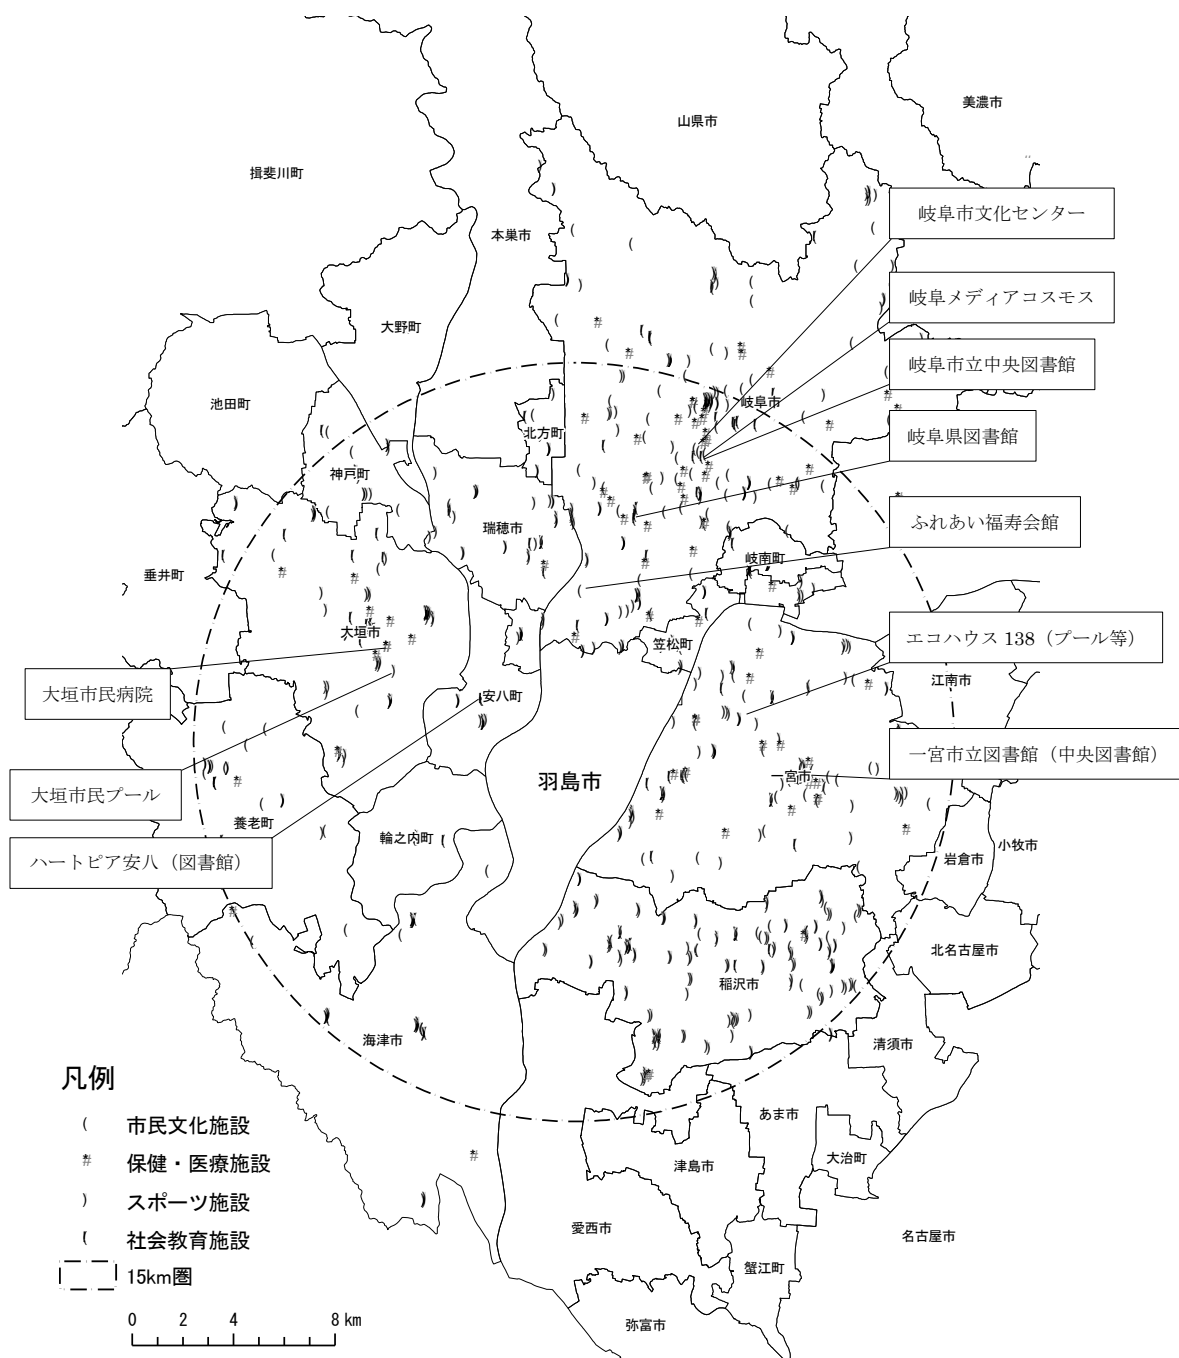 美濃市
山県市
揖斐川町
岐阜市文化センター
本巣市
岐阜メディアコスモス
大野町
岐阜市立中央図書館
池田町
岐阜市
北方町
岐阜県図書館
神戸町
ふれあい福寿会館
瑞穂市
岐南町
垂井町
大垣市
エコハウス 138（プール等）
笠松町
江南市
大垣市民病院
安八町
一宮市立図書館（中央図書館）
羽島市
一宮市
大垣市民プール
養老町
輪之内町
小牧市
ハートピア安八（図書館）
岩倉市
北名古屋市
稲沢市
海津市
清須市
凡例
あま市
( 市民文化施設
保健・医療施設
津島市
大治町
) スポーツ施設
愛西市
名古屋市
社会教育施設
蟹江町
15km圏
0 2 4 8 km
弥富市